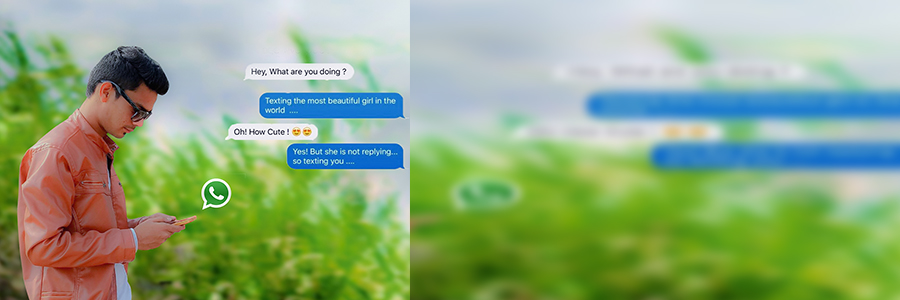 Hey, What are you doing ?
Texting the most beautiful girl in the
world ....
Oh! How Cute ! 😍😍
Yes! But she is not replying...
so texting you ....